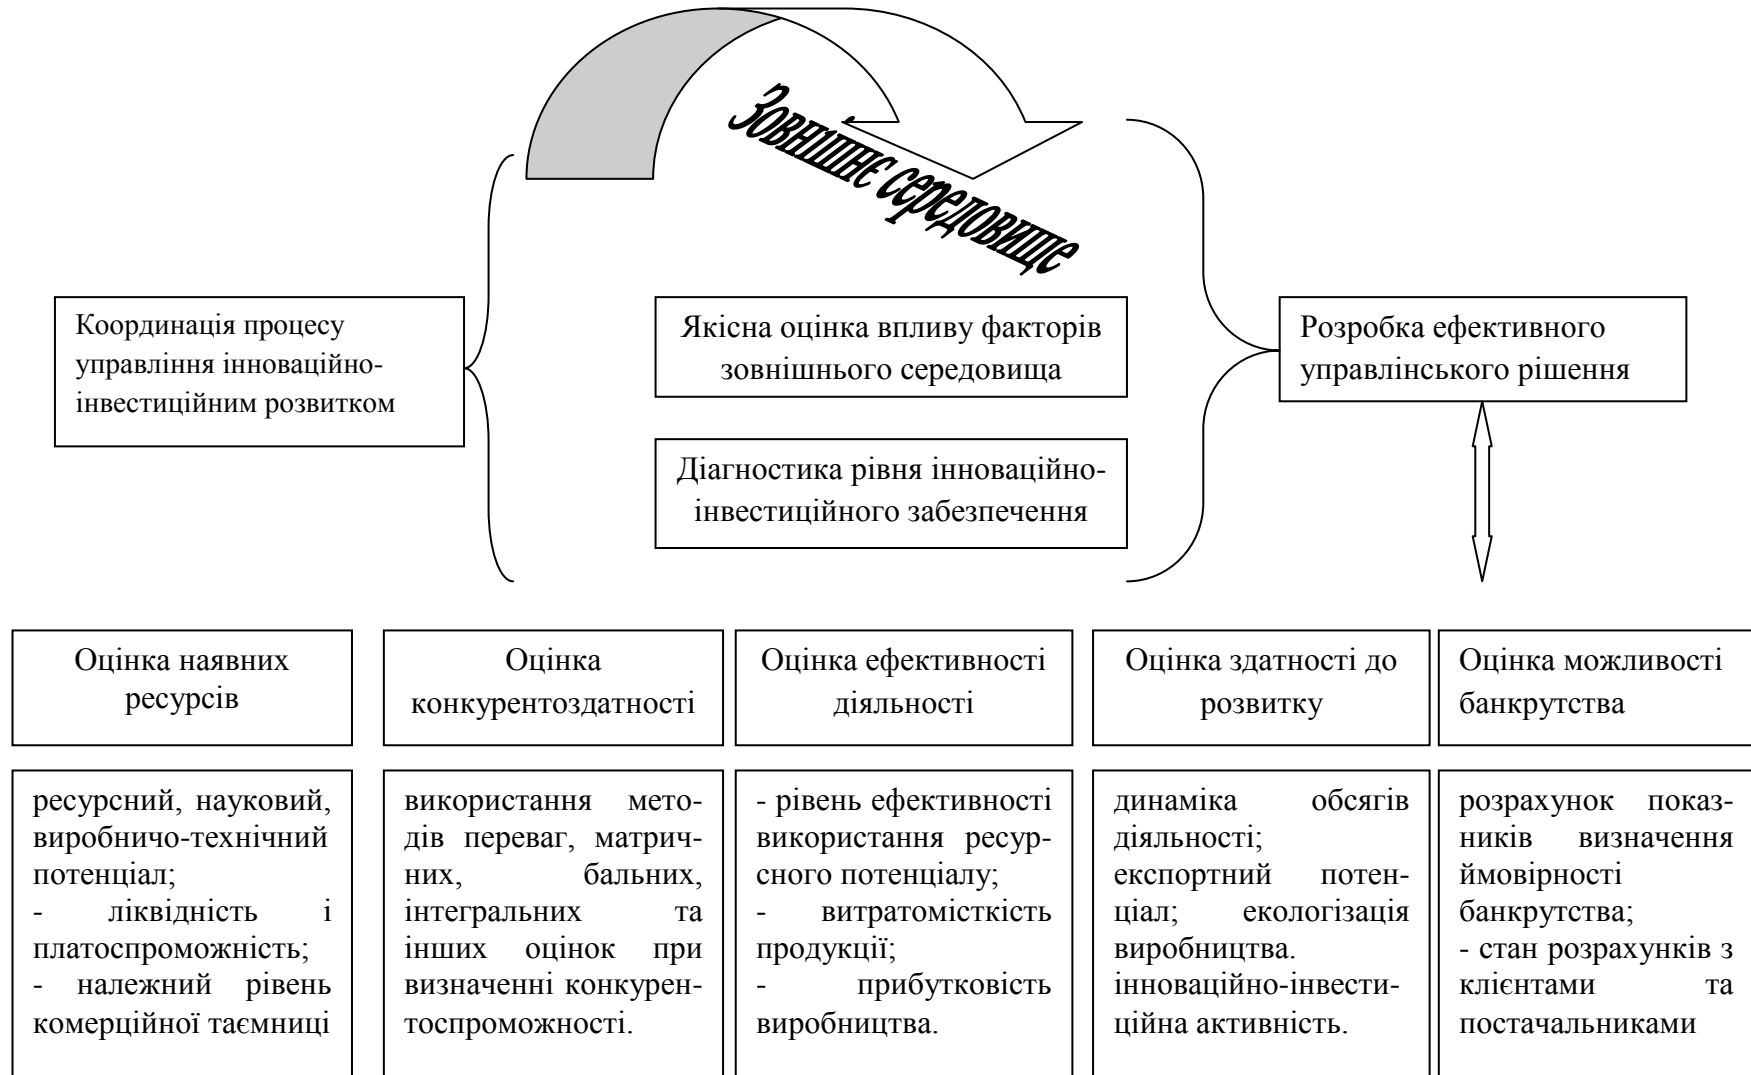 Зовнішнє середовище
Координація процесу
управління інноваційно-
інвестиційним розвитком
Якісна оцінка впливу факторів
зовнішнього середовища
Діагностика рівня інноваційно-
інвестиційного забезпечення
Розробка ефективного
управлінського рішення
Оцінка наявних
ресурсів
Оцінка
конкурентоздатності
Оцінка ефективності
діяльності
Оцінка здатності до
розвитку
Оцінка можливості
банкрутства
ресурсний, науковий,
виробничо-технічний
потенціал;
- ліквідність і
платоспроможність;
- належний рівень
комерційної таємниці
використання мето-
дів переваг, матрич-
них, бальних,
інтегральних та
інших оцінок при
визначенні конкурен-
тоспроможності.
- рівень ефективності
використання ресур-
сного потенціалу;
- витратомісткість
продукції;
- прибутковість
виробництва.
динаміка обсягів
діяльності;
експортний потен-
ціал; екологізація
виробництва.
інноваційно-інвести-
ційна активність.
розрахунок показ-
ників визначення
ймовірності
банкрутства;
- стан розрахунків з
клієнтами та
постачальниками